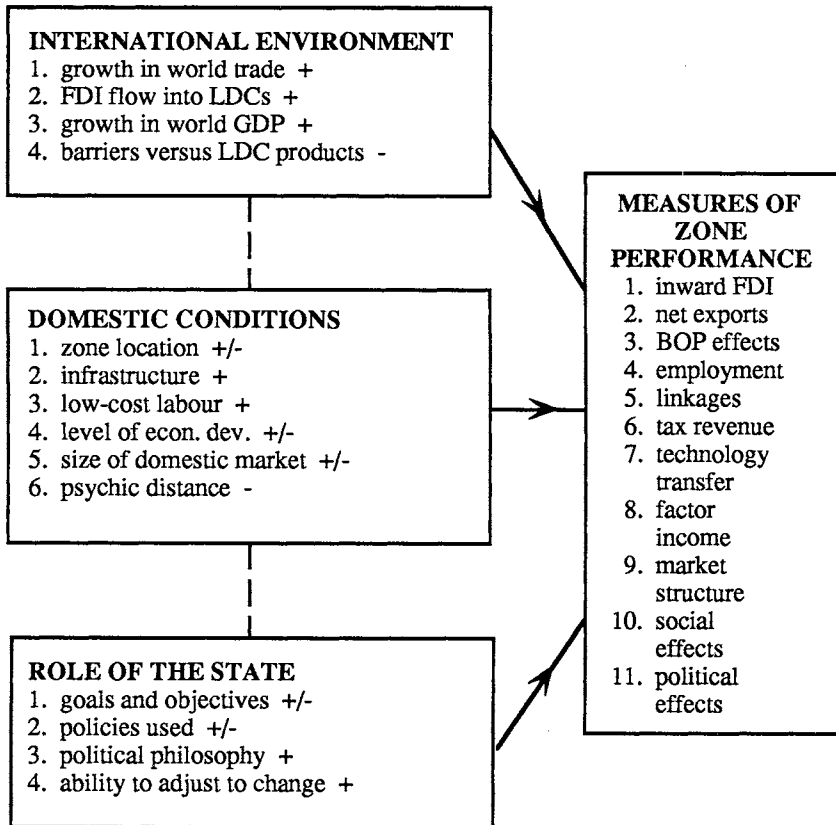 INTERNATIONAL ENVIRONMENT
1. growth in world trade +
2. FDI flow into LDCs +
3. growth in world GDP +
4. barriers versus LDC products -
DOMESTIC CONDITIONS
1. zone location +/-
2. infrastructure +
3. low-cost labour +
4. level of econ. dev. +/-
5. size of domestic market +/-
6. psychic distance -
ROLE OF THE STATE
1. goals and objectives +/-
2. policies used +/-
3. political philosophy +
4. ability to adjust to change +
MEASURES OF
ZONE
PERFORMANCE
1. inward FDI
2. net exports
3. BOP effects
4. employment
5. linkages
6. tax revenue
7. technology
transfer
8. factor
income
9. market
structure
10. social
effects
11. political
effects